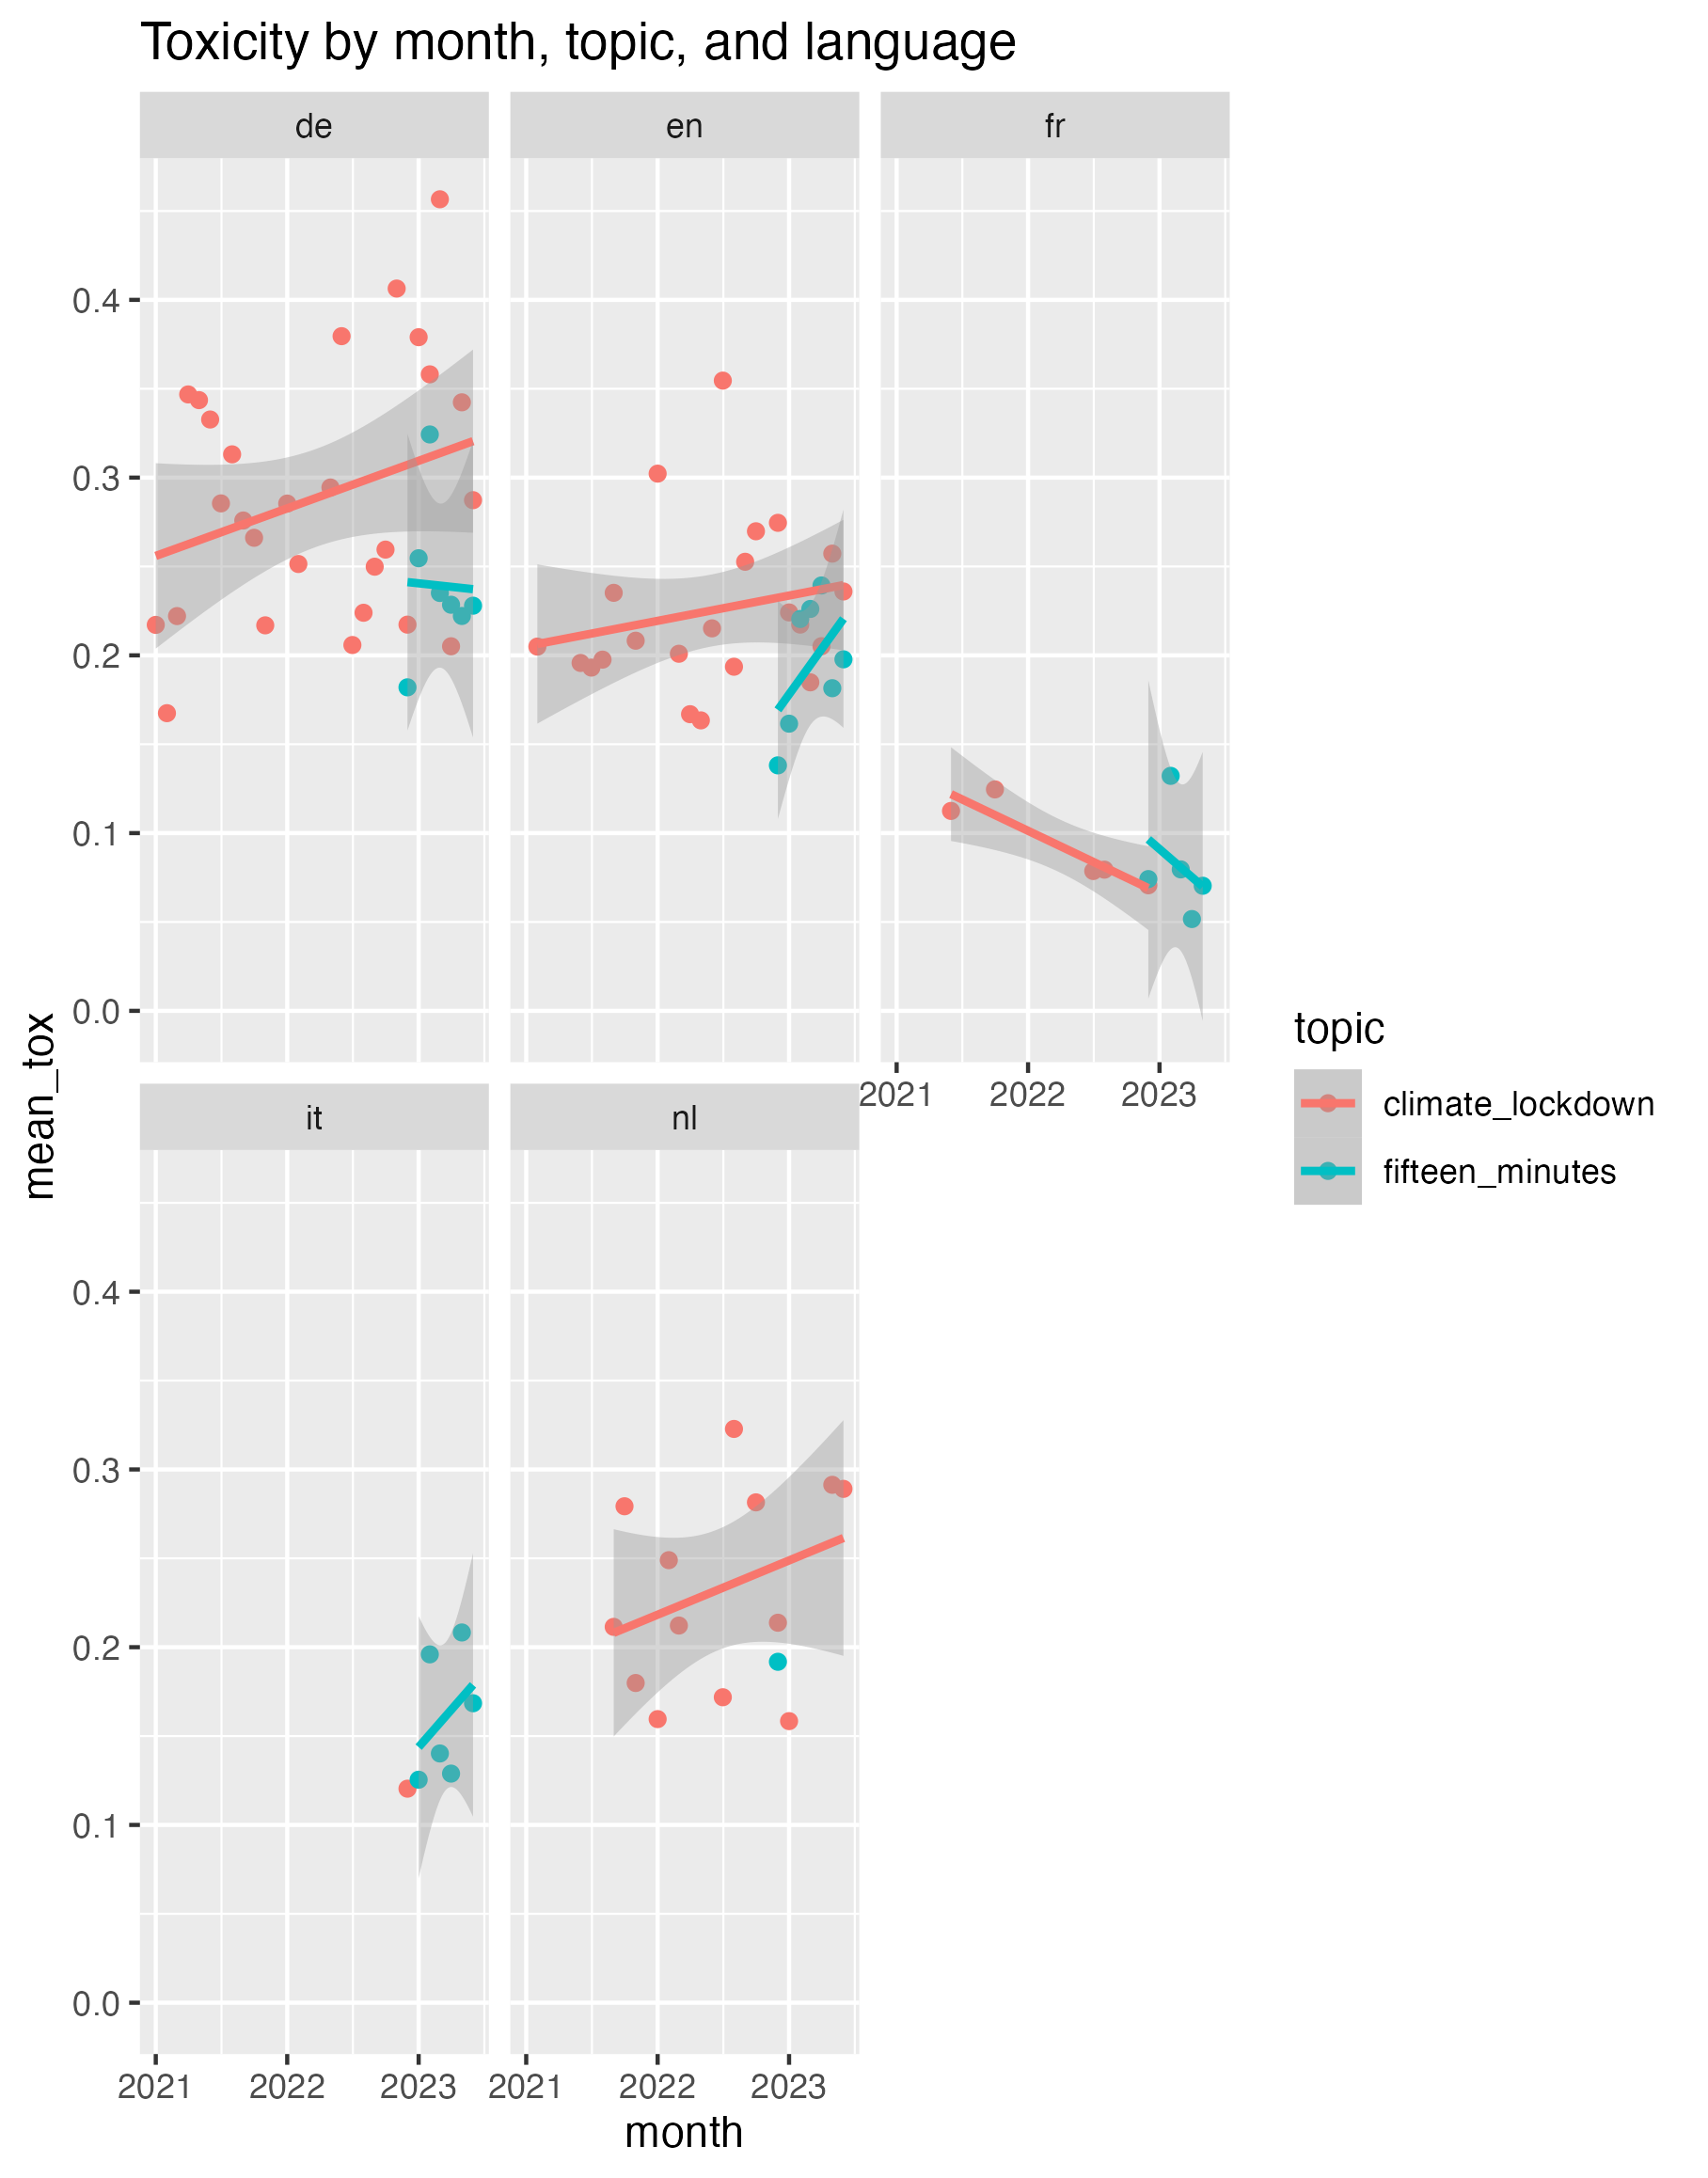 Toxicity by month, topic, and language
de
en
fr
0.4
0.3
0.2
0.1
0.0
2021 2022 2023
it
nl
0.4
0.3
0.2
0.1
0.0
2021 2022 2023 2021 2022 2023
month
mean_tox
topic
climate_lockdown
fifteen_minutes